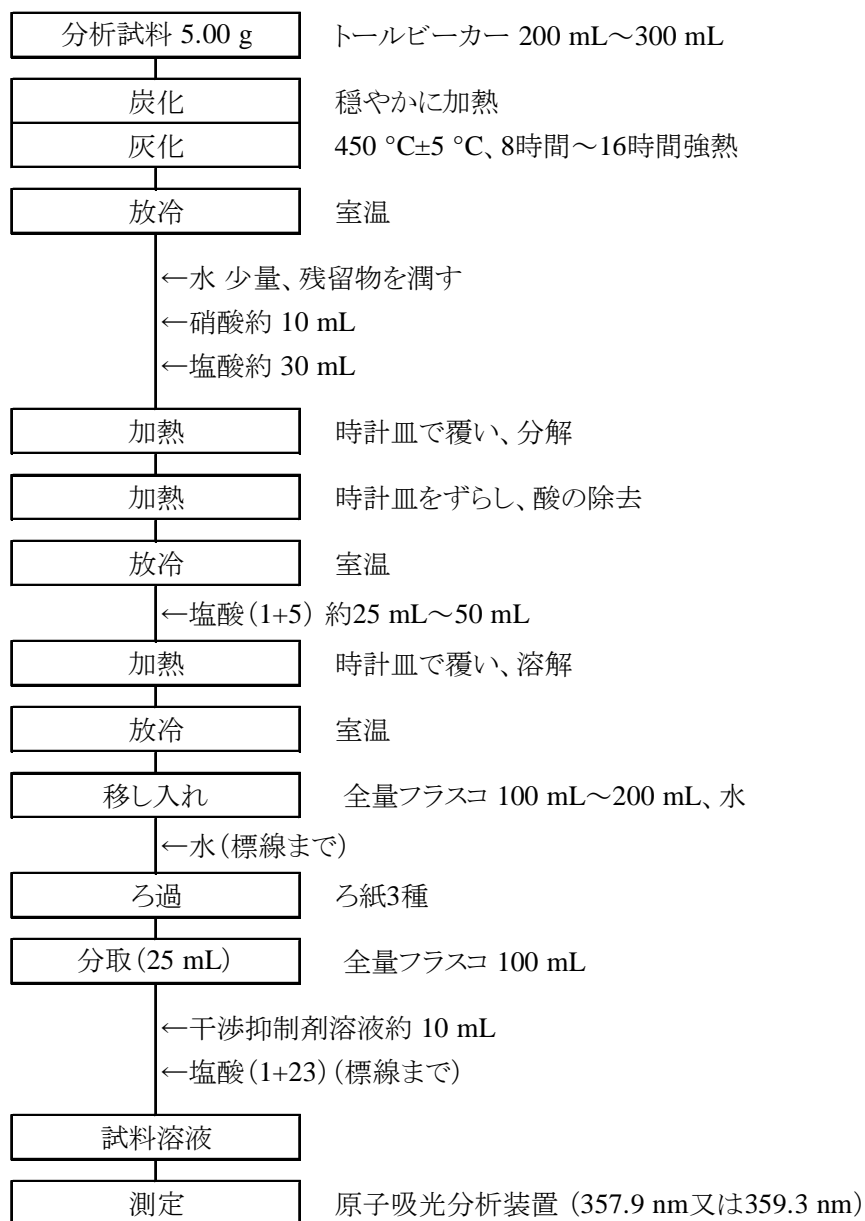 分析試料 5.00 g トールビーカー 200 mL～300 mL
炭化 穏やかに加熱
灰化 450 °C±5 °C、8時間～16時間強熱
放冷 室温
←水 少量、残留物を潤す
←硝酸約 10 mL
←塩酸約 30 mL
加熱 時計皿で覆い、分解
加熱 時計皿をずらし、酸の除去
放冷 室温
←塩酸(1+5) 約25 mL～50 mL
加熱 時計皿で覆い、溶解
放冷 室温
移し入れ 全量フラスコ 100 mL～200 mL、水
←水(標線まで)
ろ過 ろ紙3種
分取(25 mL) 全量フラスコ 100 mL
←干渉抑制剤溶液約 10 mL
←塩酸(1+23)(標線まで)
試料溶液
測定 原子吸光分析装置 (357.9 nm又は359.3 nm)